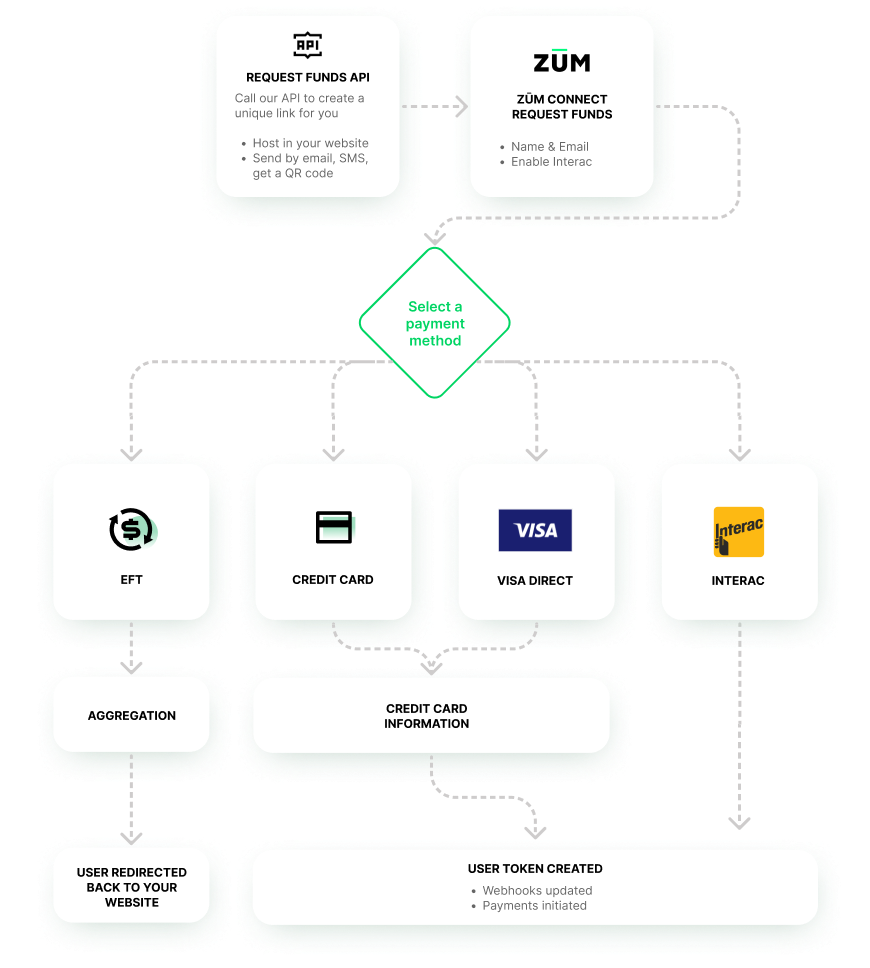 API
REQUEST FUNDS API
Call our API to create a
unique link for you
• Host in your website
• Send by email, SMS,
get a QR code
ZŪM
ZŪM CONNECT
REQUEST FUNDS
• Name & Email
• Enable Interac
Select a
payment
method
EFT
CREDIT CARD
VISA
VISA DIRECT
Interac
INTERAC
AGGREGATION
CREDIT CARD
INFORMATION
USER REDIRECTED
BACK TO YOUR
WEBSITE
USER TOKEN CREATED
• Webhooks updated
• Payments initiated